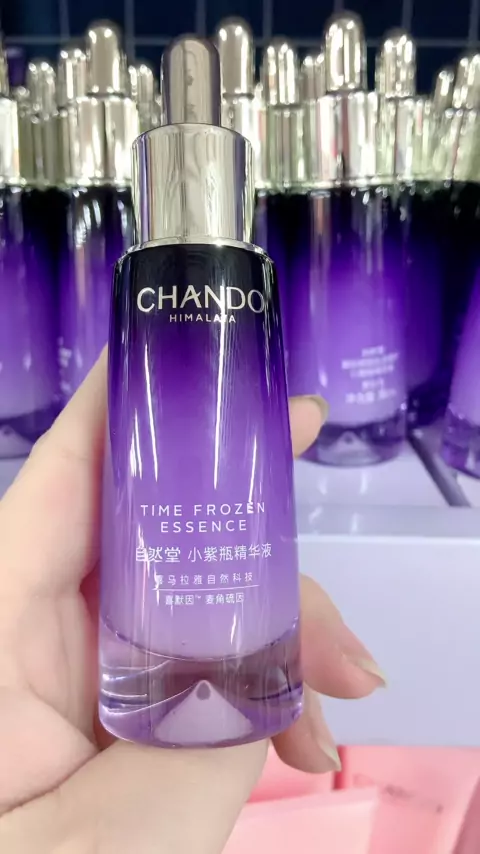 CHANDO
HIMALAYA
TIME FROZEN
ESSENCE
自然堂 小紫瓶精华液
喜马拉雅自然科技
喜默因™ 麦角硫因